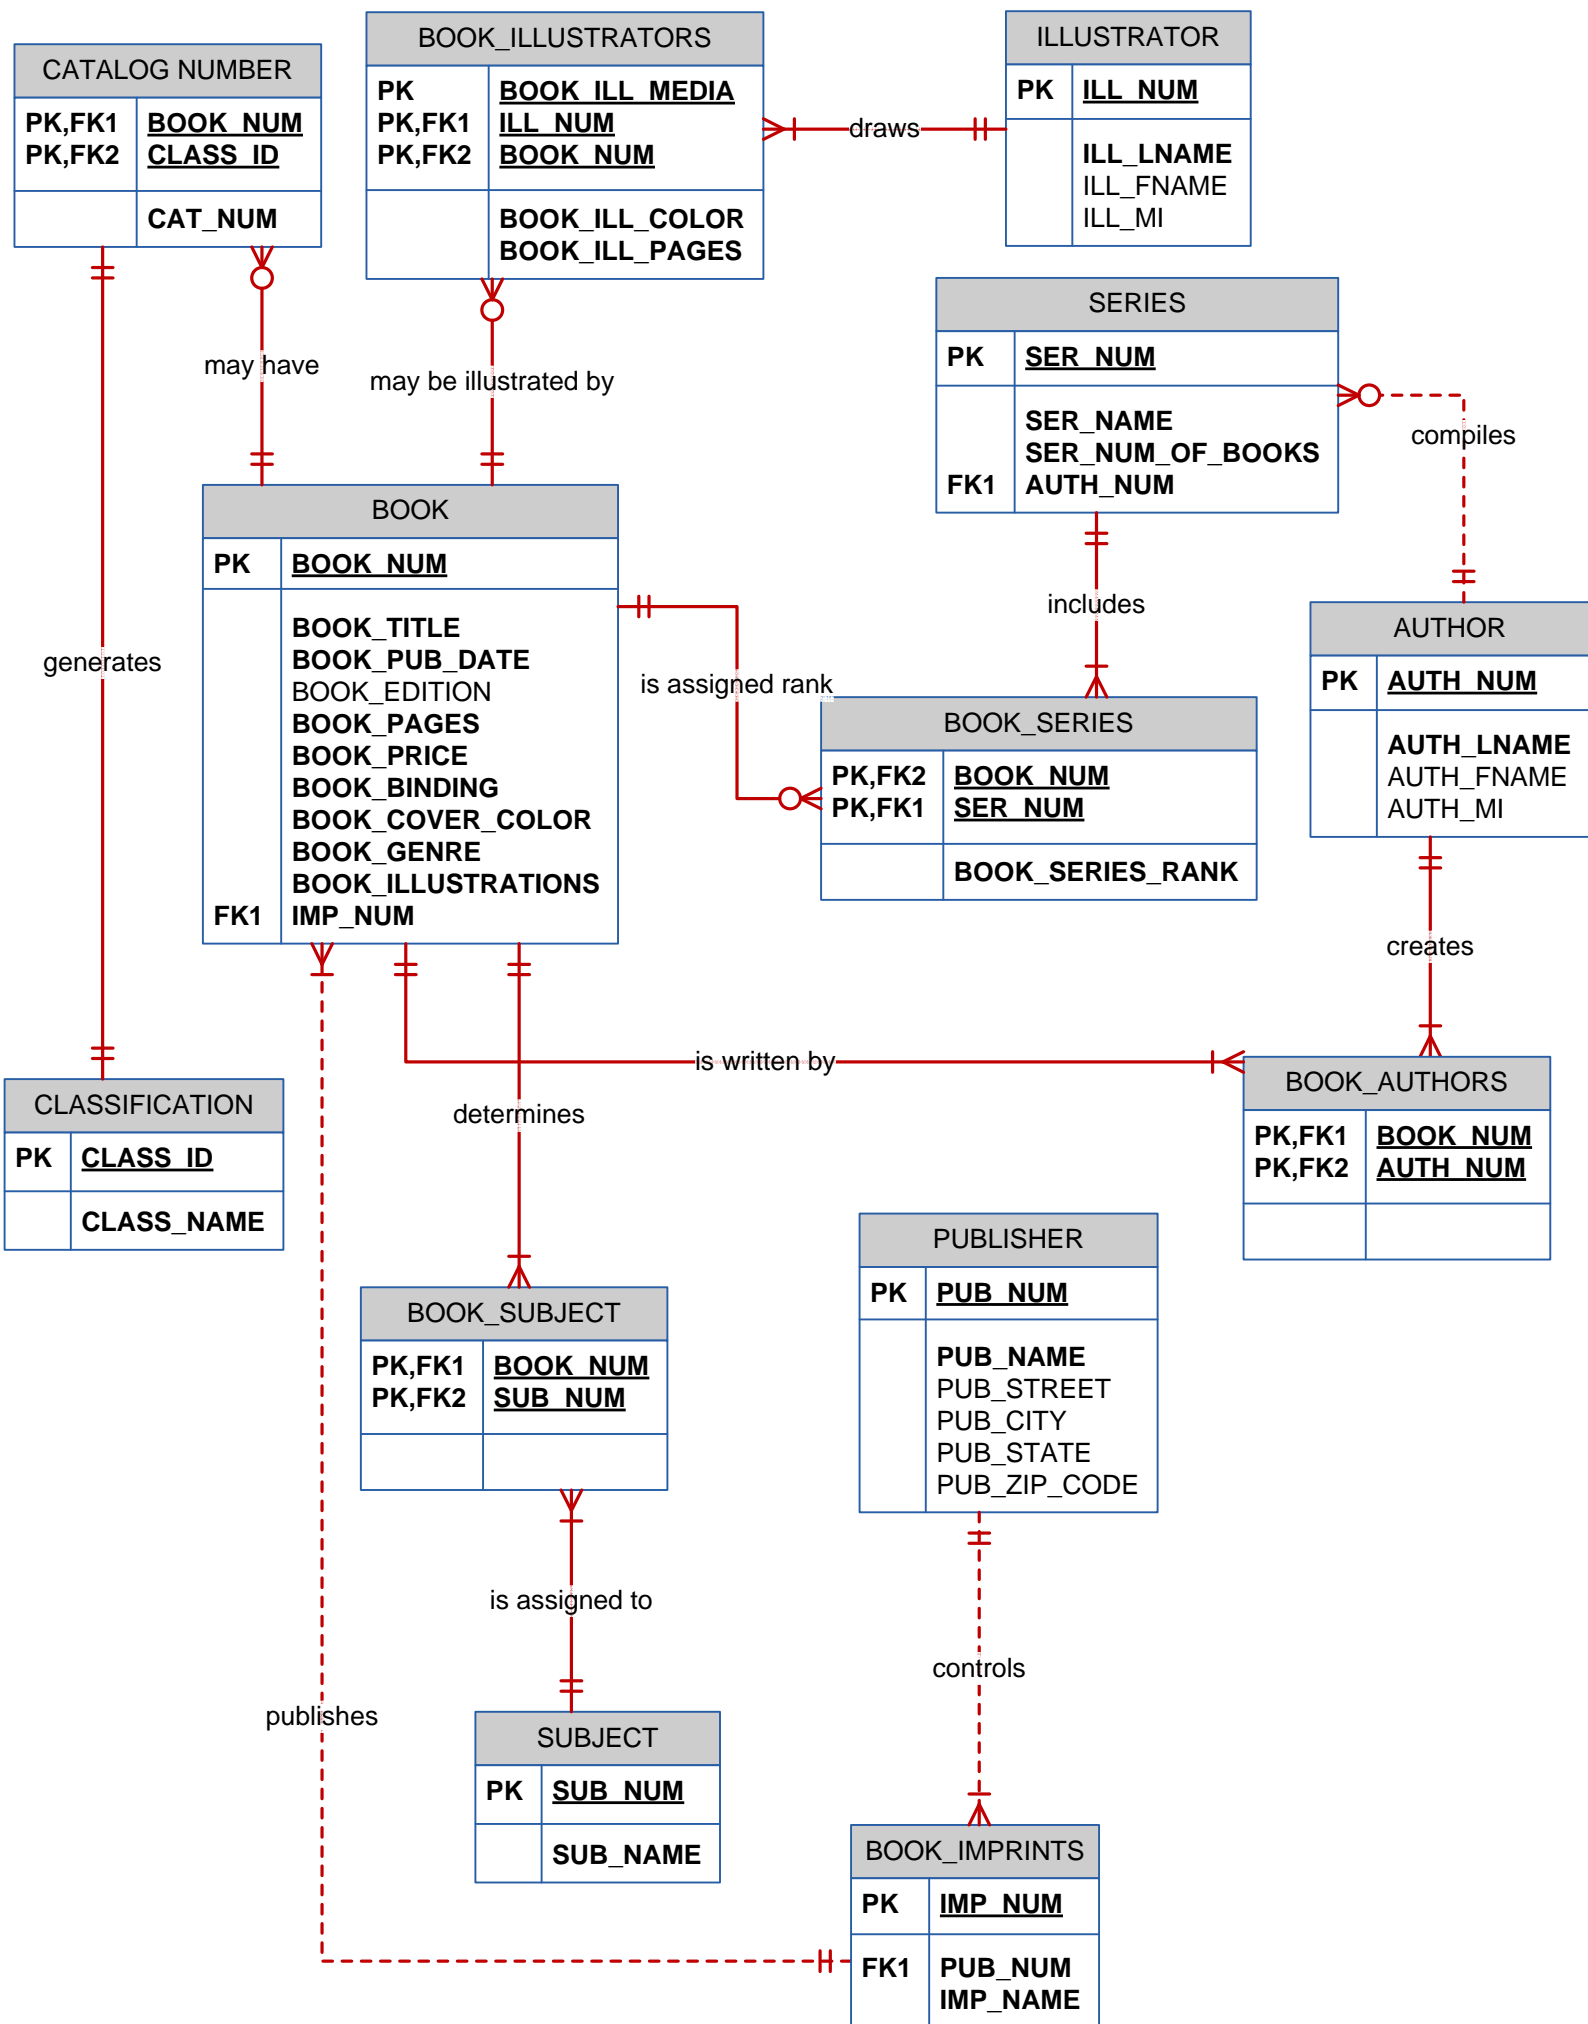 CATALOG NUMBER
PK,FK1 BOOK_NUM
PK,FK2 CLASS_ID
CAT_NUM
BOOK_ILLUSTRATORS
PK BOOK_ILL_MEDIA
PK,FK1 ILL_NUM
PK,FK2 BOOK_NUM
BOOK_ILL_COLOR
BOOK_ILL_PAGES
draws
ILLUSTRATOR
PK ILL_NUM
ILL_LNAME
ILL_FNAME
ILL_MI
may have
may be illustrated by
SERIES
PK SER_NUM
SER_NAME
SER_NUM_OF_BOOKS
FK1 AUTH_NUM
compiles
BOOK
PK BOOK_NUM
BOOK_TITLE
BOOK_PUB_DATE
BOOK_EDITION
BOOK_PAGES
BOOK_PRICE
BOOK_BINDING
BOOK_COVER_COLOR
BOOK_GENRE
BOOK_ILLUSTRATIONS
FK1 IMP_NUM
generates
is assigned rank
includes
BOOK_SERIES
PK,FK2 BOOK_NUM
PK,FK1 SER_NUM
BOOK_SERIES_RANK
AUTHOR
PK AUTH_NUM
AUTH_LNAME
AUTH_FNAME
AUTH_MI
creates
is written by
BOOK_AUTHORS
PK,FK1 BOOK_NUM
PK,FK2 AUTH_NUM
CLASSIFICATION
PK CLASS_ID
CLASS_NAME
determines
BOOK_SUBJECT
PK,FK1 BOOK_NUM
PK,FK2 SUB_NUM
PUBLISHER
PK PUB_NUM
PUB_NAME
PUB_STREET
PUB_CITY
PUB_STATE
PUB_ZIP_CODE
is assigned to
controls
publishes
SUBJECT
PK SUB_NUM
SUB_NAME
BOOK_IMPRINTS
PK IMP_NUM
FK1 PUB_NUM
IMP_NAME